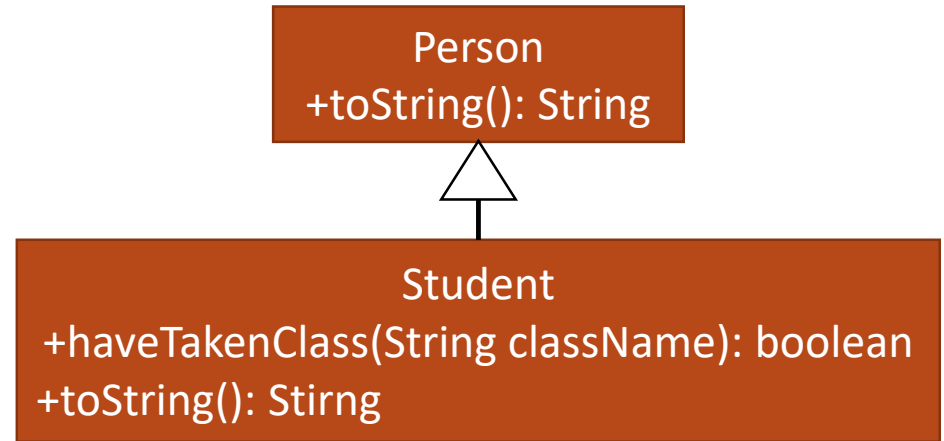 Person
+toString(): String
Student
+haveTakenClass(String className): boolean
+toString(): Stirng